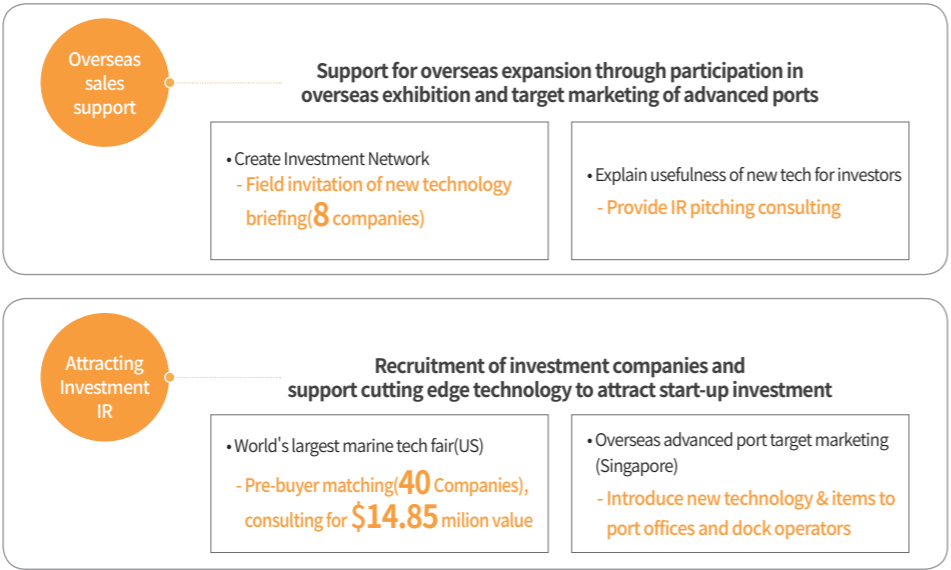 Overseas
sales
support
Support for overseas expansion through participation in
overseas exhibition and target marketing of advanced ports
• Create Investment Network
- Field invitation of new technology
briefing(8 companies)
• Explain usefulness of new tech for investors
- Provide IR pitching consulting
Attracting
Investment
IR
Recruitment of investment companies and
support cutting edge technology to attract start-up investment
• World's largest marine tech fair(US)
- Pre-buyer matching(40 Companies),
consulting for $14.85 milion value
• Overseas advanced port target marketing
(Singapore)
- Introduce new technology & items to
port offices and dock operators